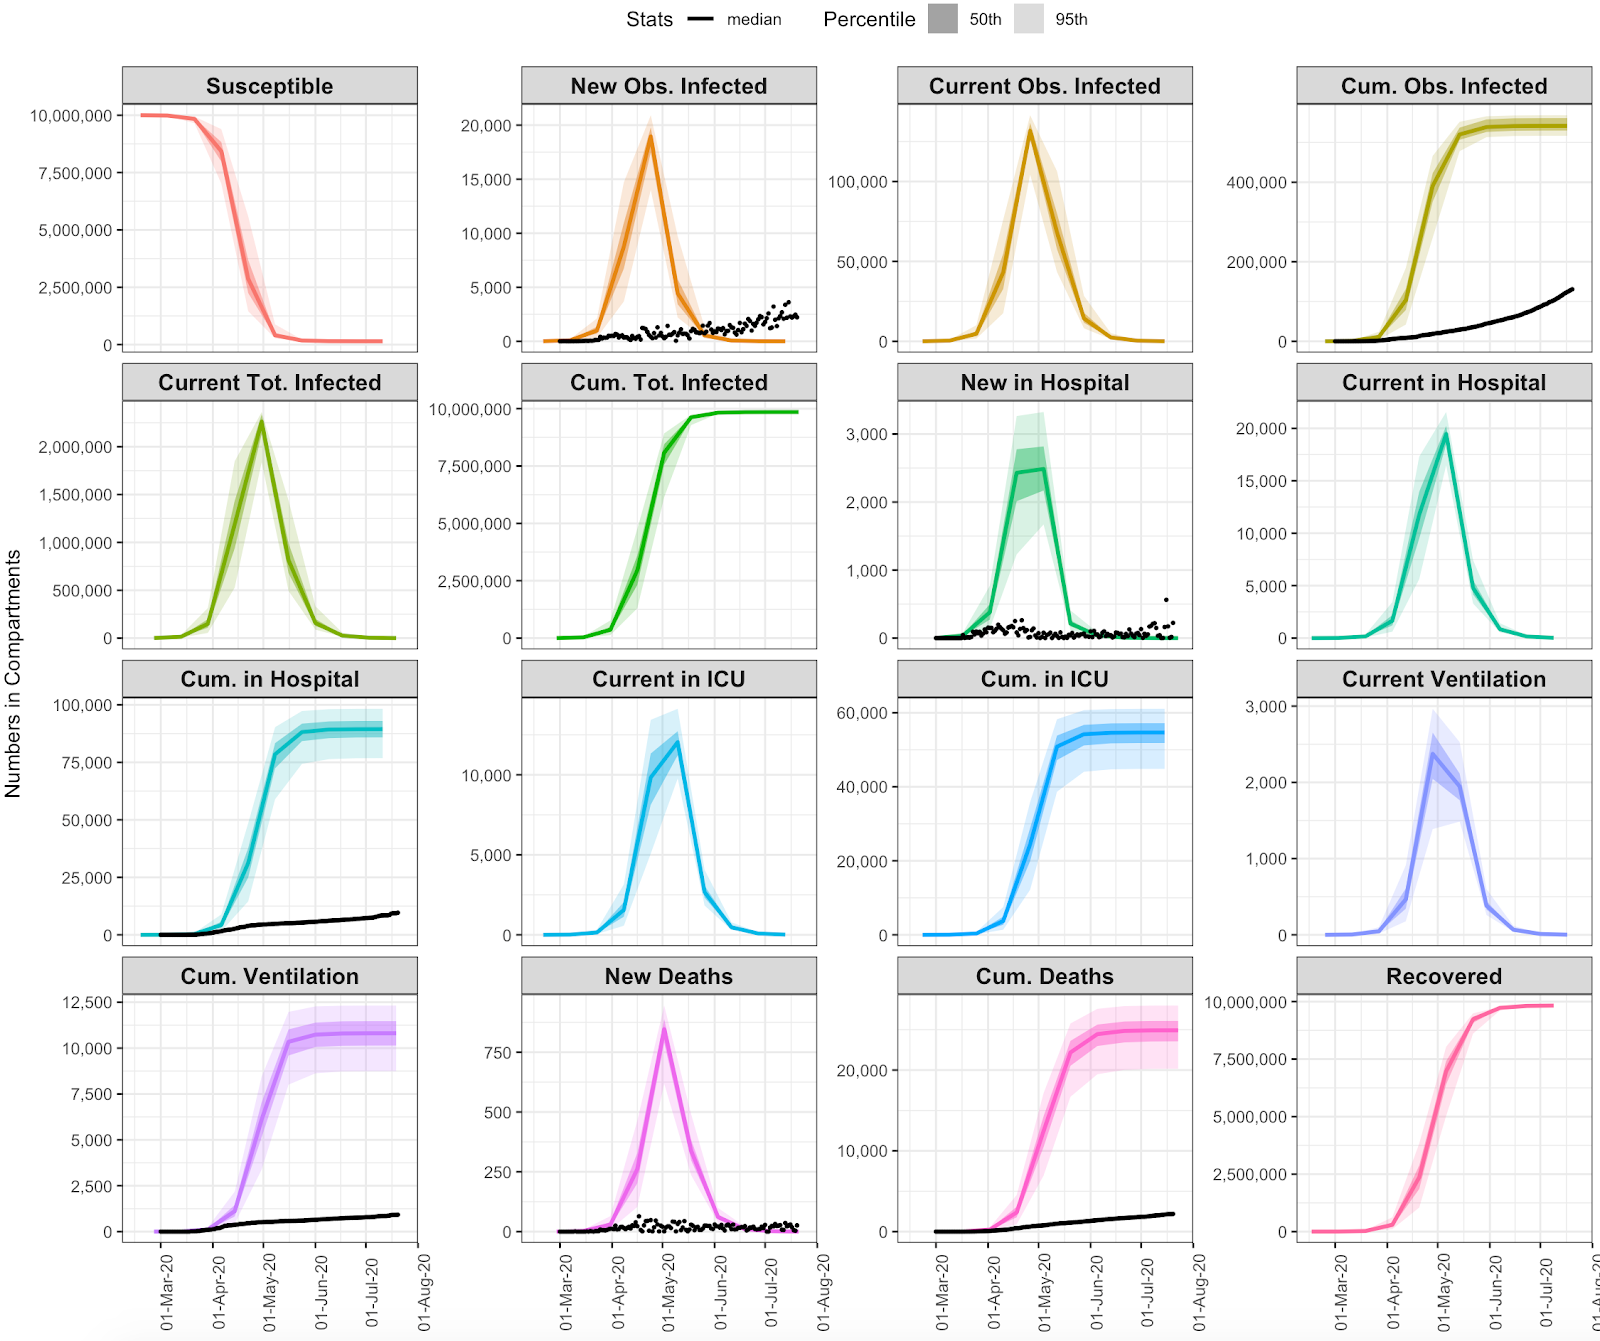 Stats median Percentile 50th 95th
Numbers in Compartments
Susceptible
10,000,000
7,500,000
5,000,000
2,500,000
0
New Obs. Infected
20,000
15,000
10,000
5,000
0
Current Obs. Infected
100,000
50,000
0
Cum. Obs. Infected
400,000
200,000
0
Current Tot. Infected
2,000,000
1,500,000
1,000,000
500,000
0
Cum. Tot. Infected
10,000,000
7,500,000
5,000,000
2,500,000
0
New in Hospital
3,000
2,000
1,000
0
Current in Hospital
20,000
15,000
10,000
5,000
0
Cum. in Hospital
100,000
75,000
50,000
25,000
0
Current in ICU
10,000
5,000
0
Cum. in ICU
60,000
40,000
20,000
0
Current Ventilation
3,000
2,000
1,000
0
Cum. Ventilation
12,500
10,000
7,500
5,000
2,500
0
New Deaths
750
500
250
0
Cum. Deaths
20,000
10,000
0
Recovered
10,000,000
7,500,000
5,000,000
2,500,000
0
01-Mar-20
01-Apr-20
01-May-20
01-Jun-20
01-Jul-20
01-Aug-20
01-Mar-20
01-Apr-20
01-May-20
01-Jun-20
01-Jul-20
01-Aug-20
01-Mar-20
01-Apr-20
01-May-20
01-Jun-20
01-Jul-20
01-Aug-20
01-Mar-20
01-Apr-20
01-May-20
01-Jun-20
01-Jul-20